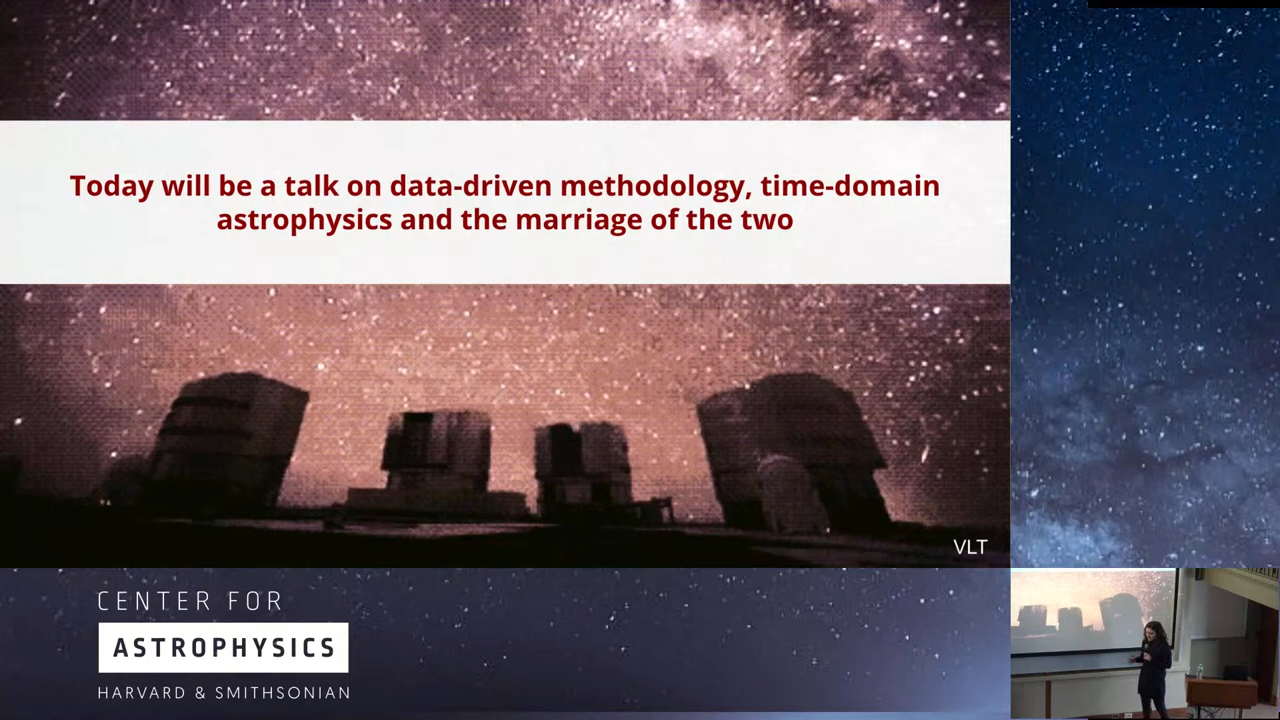 Today will be a talk on data-driven methodology, time-domain
astrophysics and the marriage of the two
VLT
CENTER FOR
ASTROPHYSICS
HARVARD & SMITHSONIAN